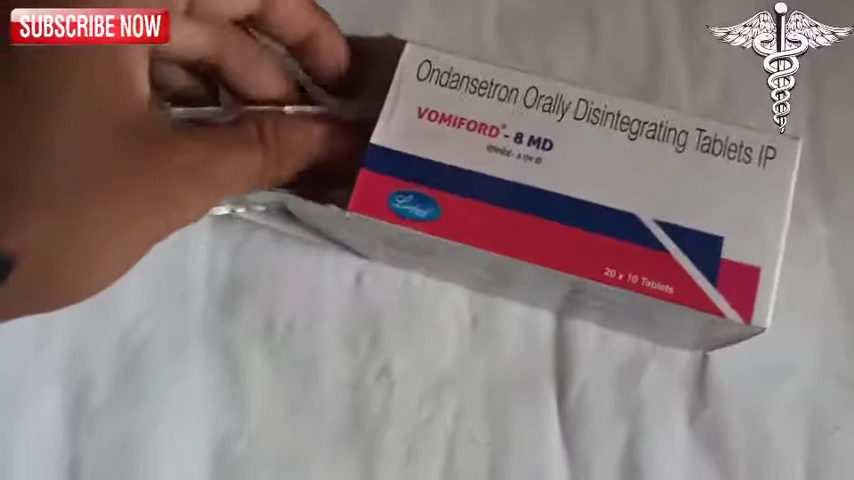 SUBSCRIBE NOW
Ondansetron Orally Disintegrating Tablets IP
VOMIFORD®- 8 MD
20 x 10 Tablets